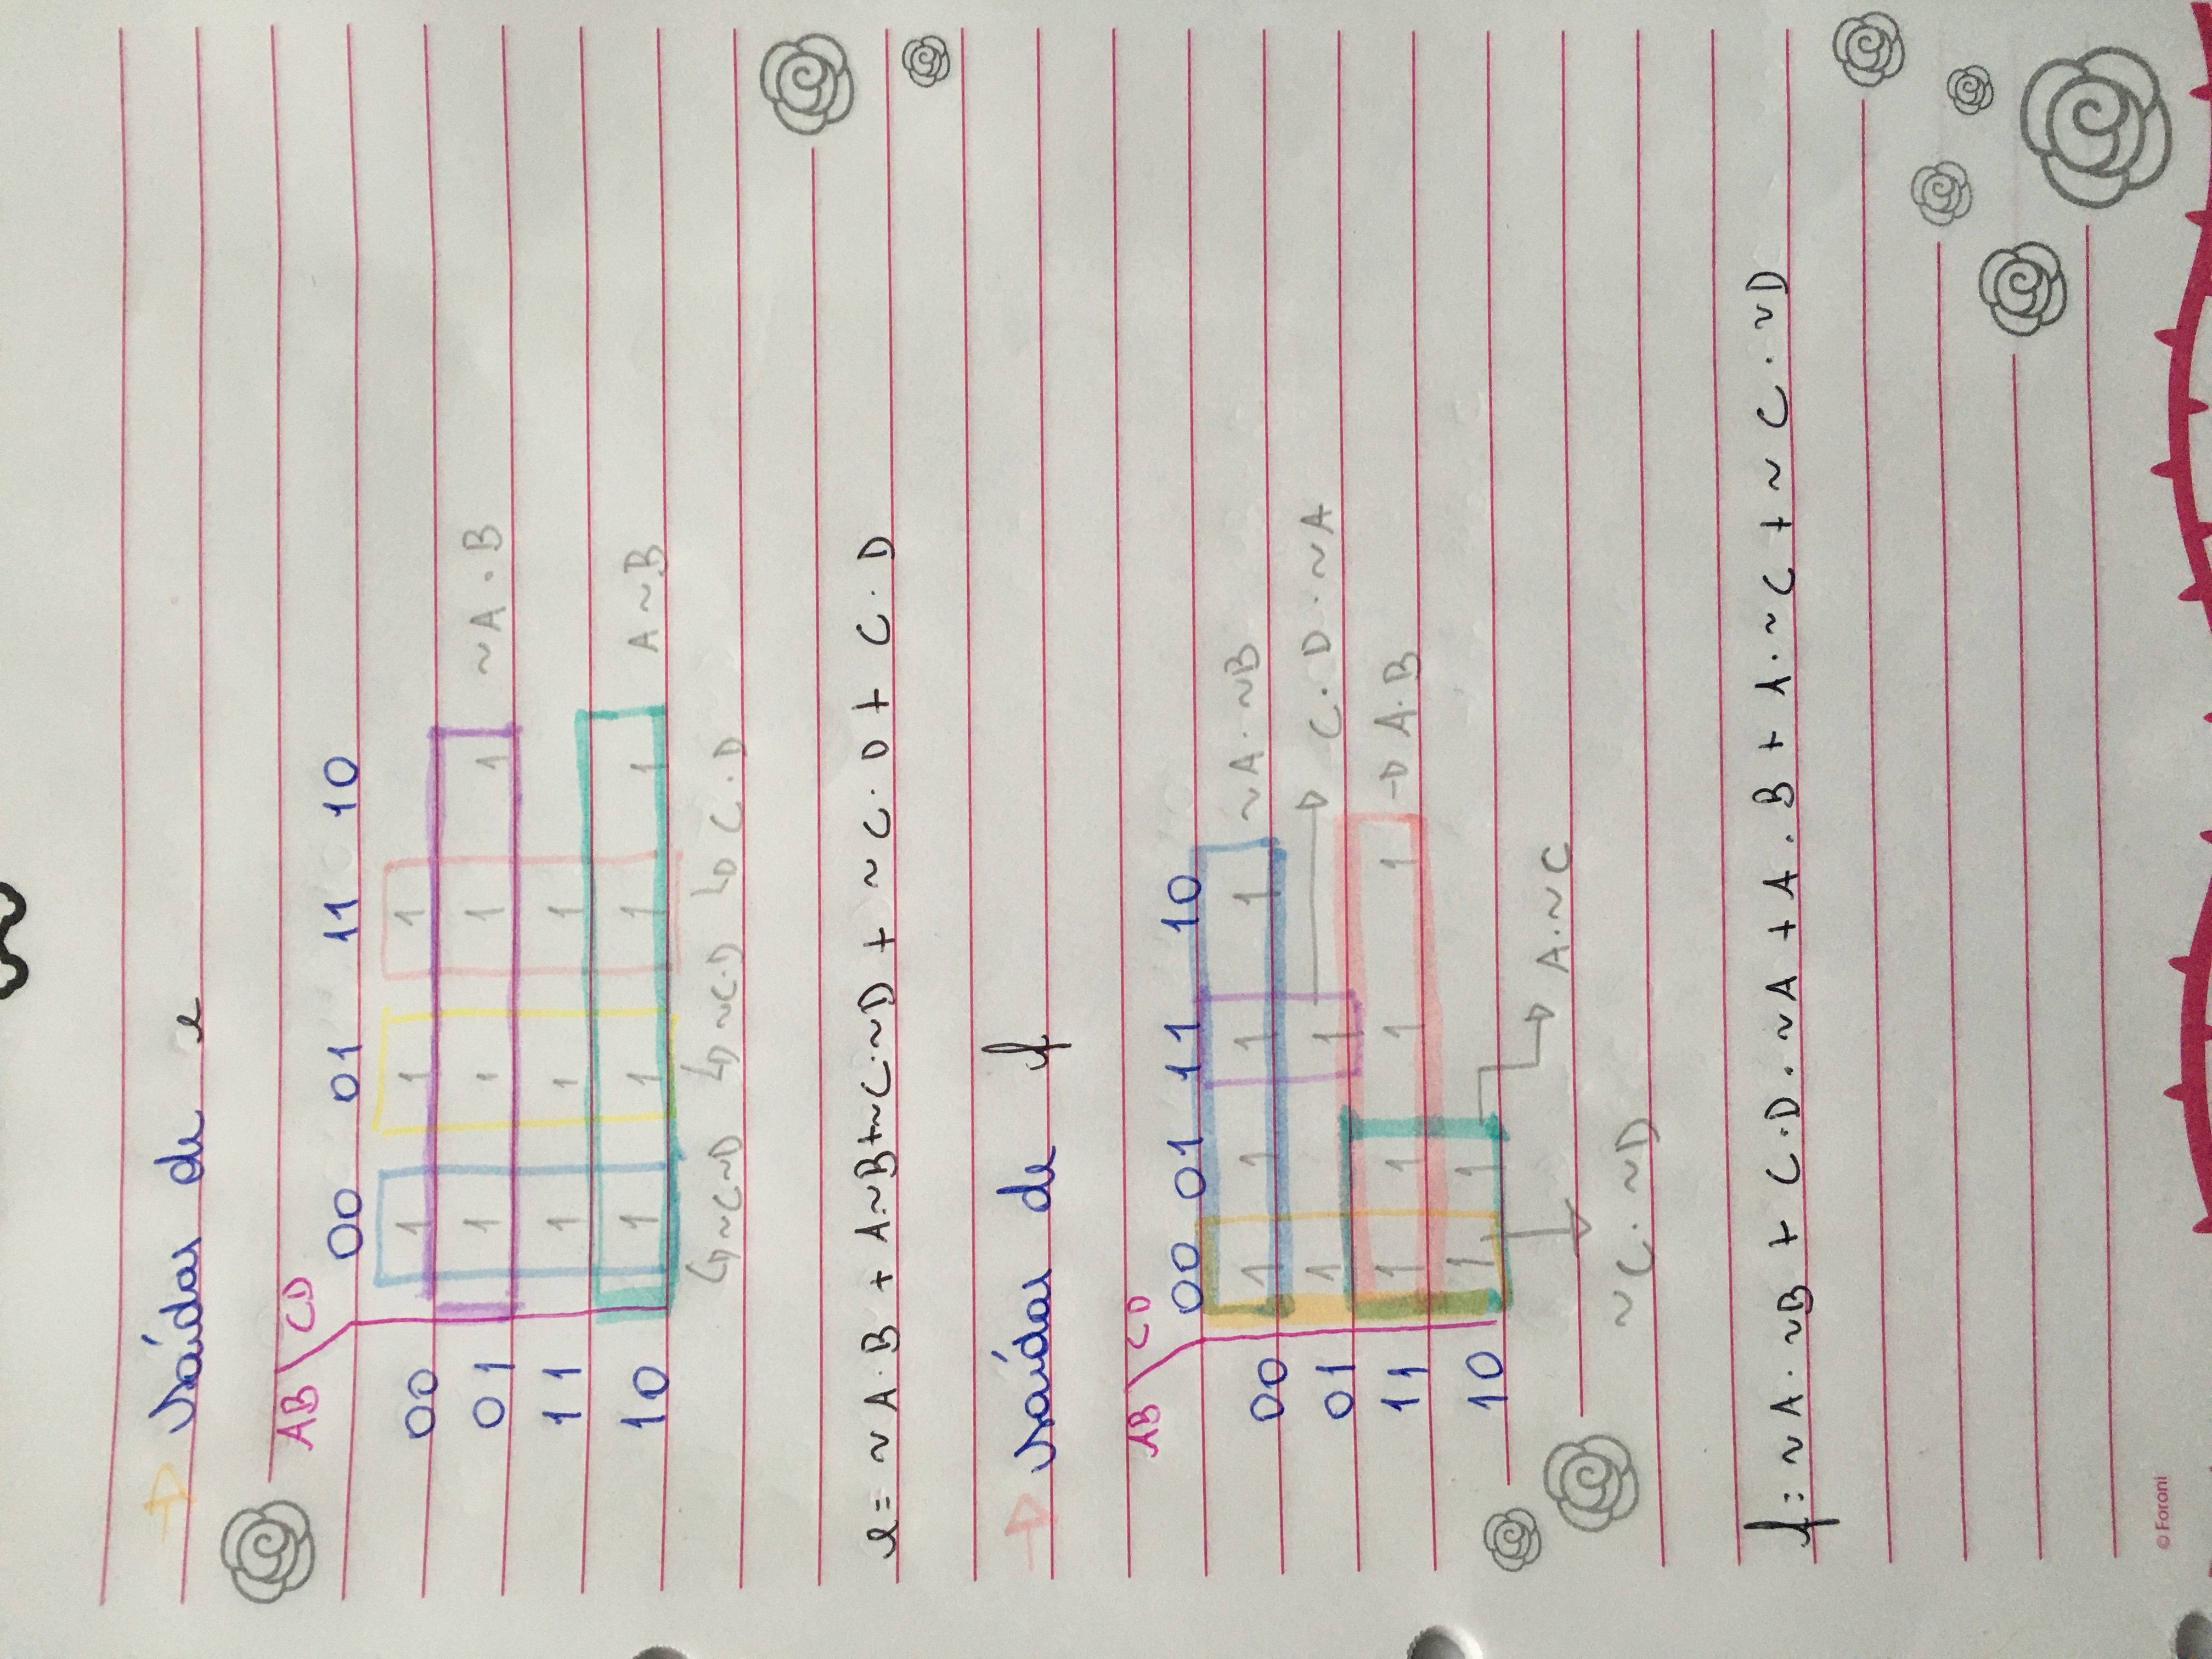 Saídas de e
AB \ CD
00 01 11 10
00 1 1 1
01 1 1 1 1 ~A . B
11 1 1 1
10 1 1 1 1 A ~B
~C~D ~C.D C . D
e = ~A.B + A.~B+~C.~D + ~C.D + C.D
Saídas de f
AB \ CD
00 01 11 10
00 1 1 1 1 ~A . ~B
01 1 1 C . D . ~A
11 1 1 1 1 A.B
10 1 1
A.~C
~C . ~D
f = ~A.~B + C.D.~A + A.B + A.~C + ~C.~D
© Foroni